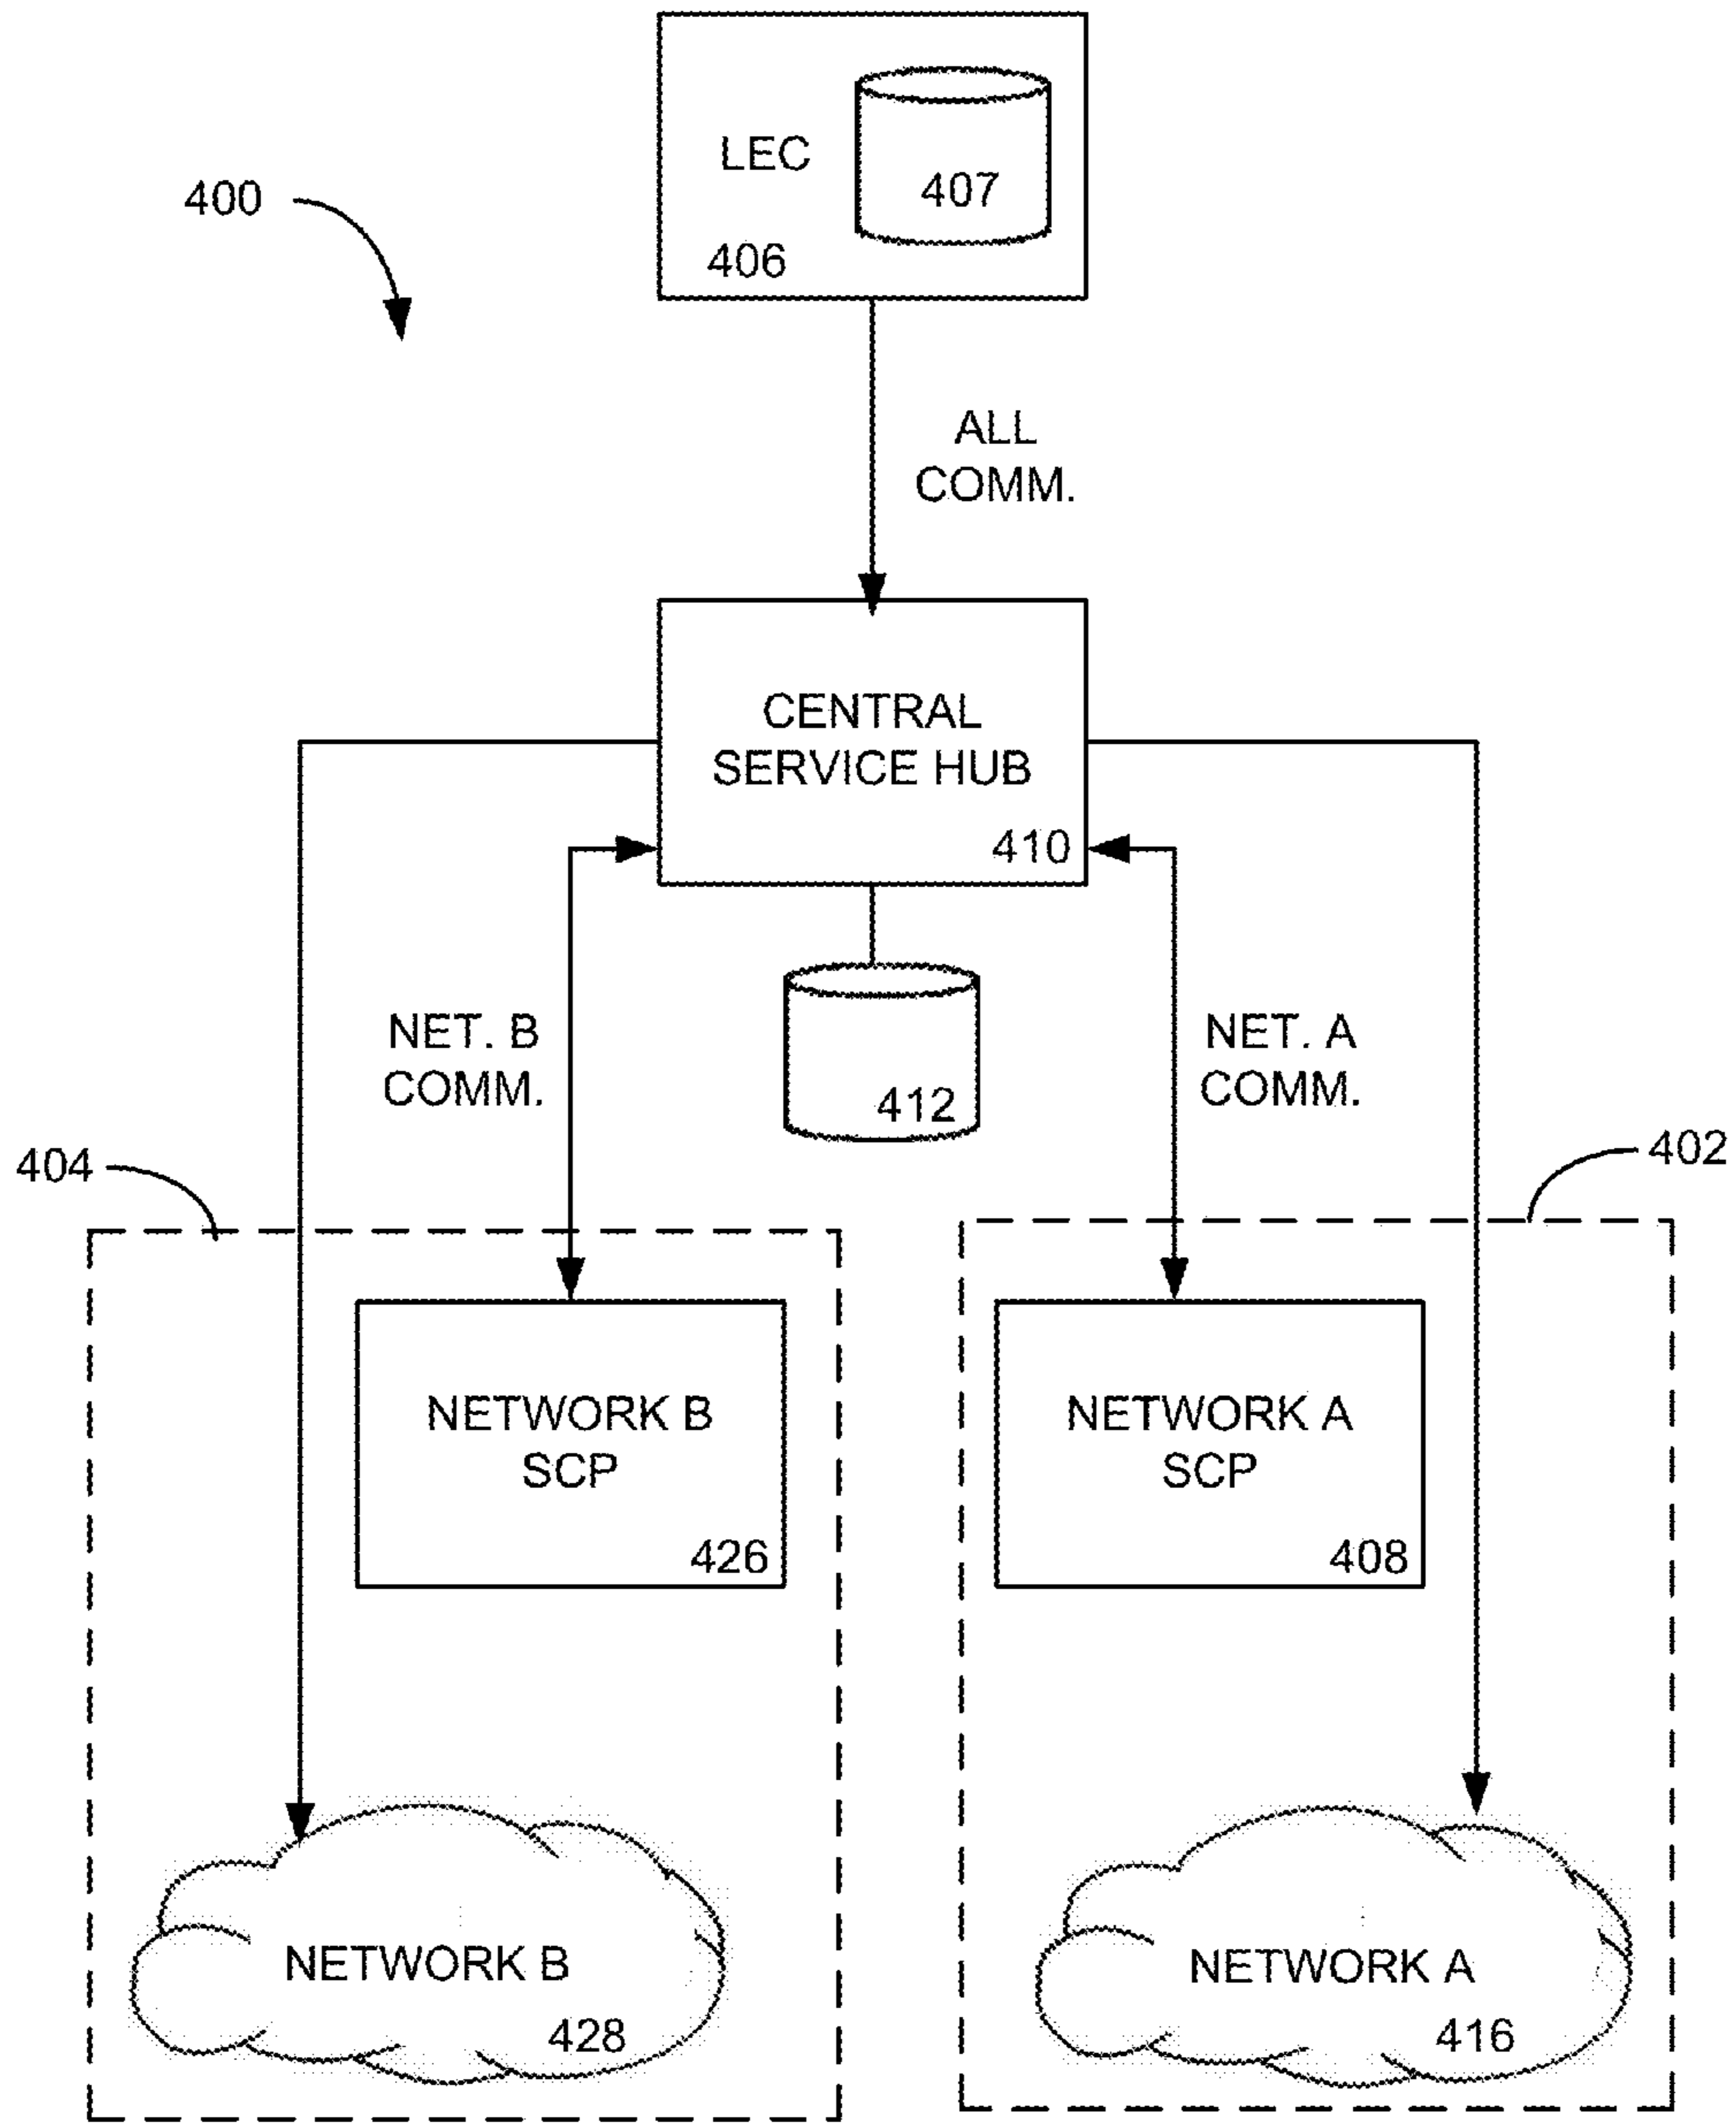 400
LEC
407
406
ALL
COMM.
CENTRAL
SERVICE HUB
410
NET. B
COMM.
412
NET. A
COMM.
404
402
NETWORK B
SCP
426
NETWORK A
SCP
408
NETWORK B
428
NETWORK A
416